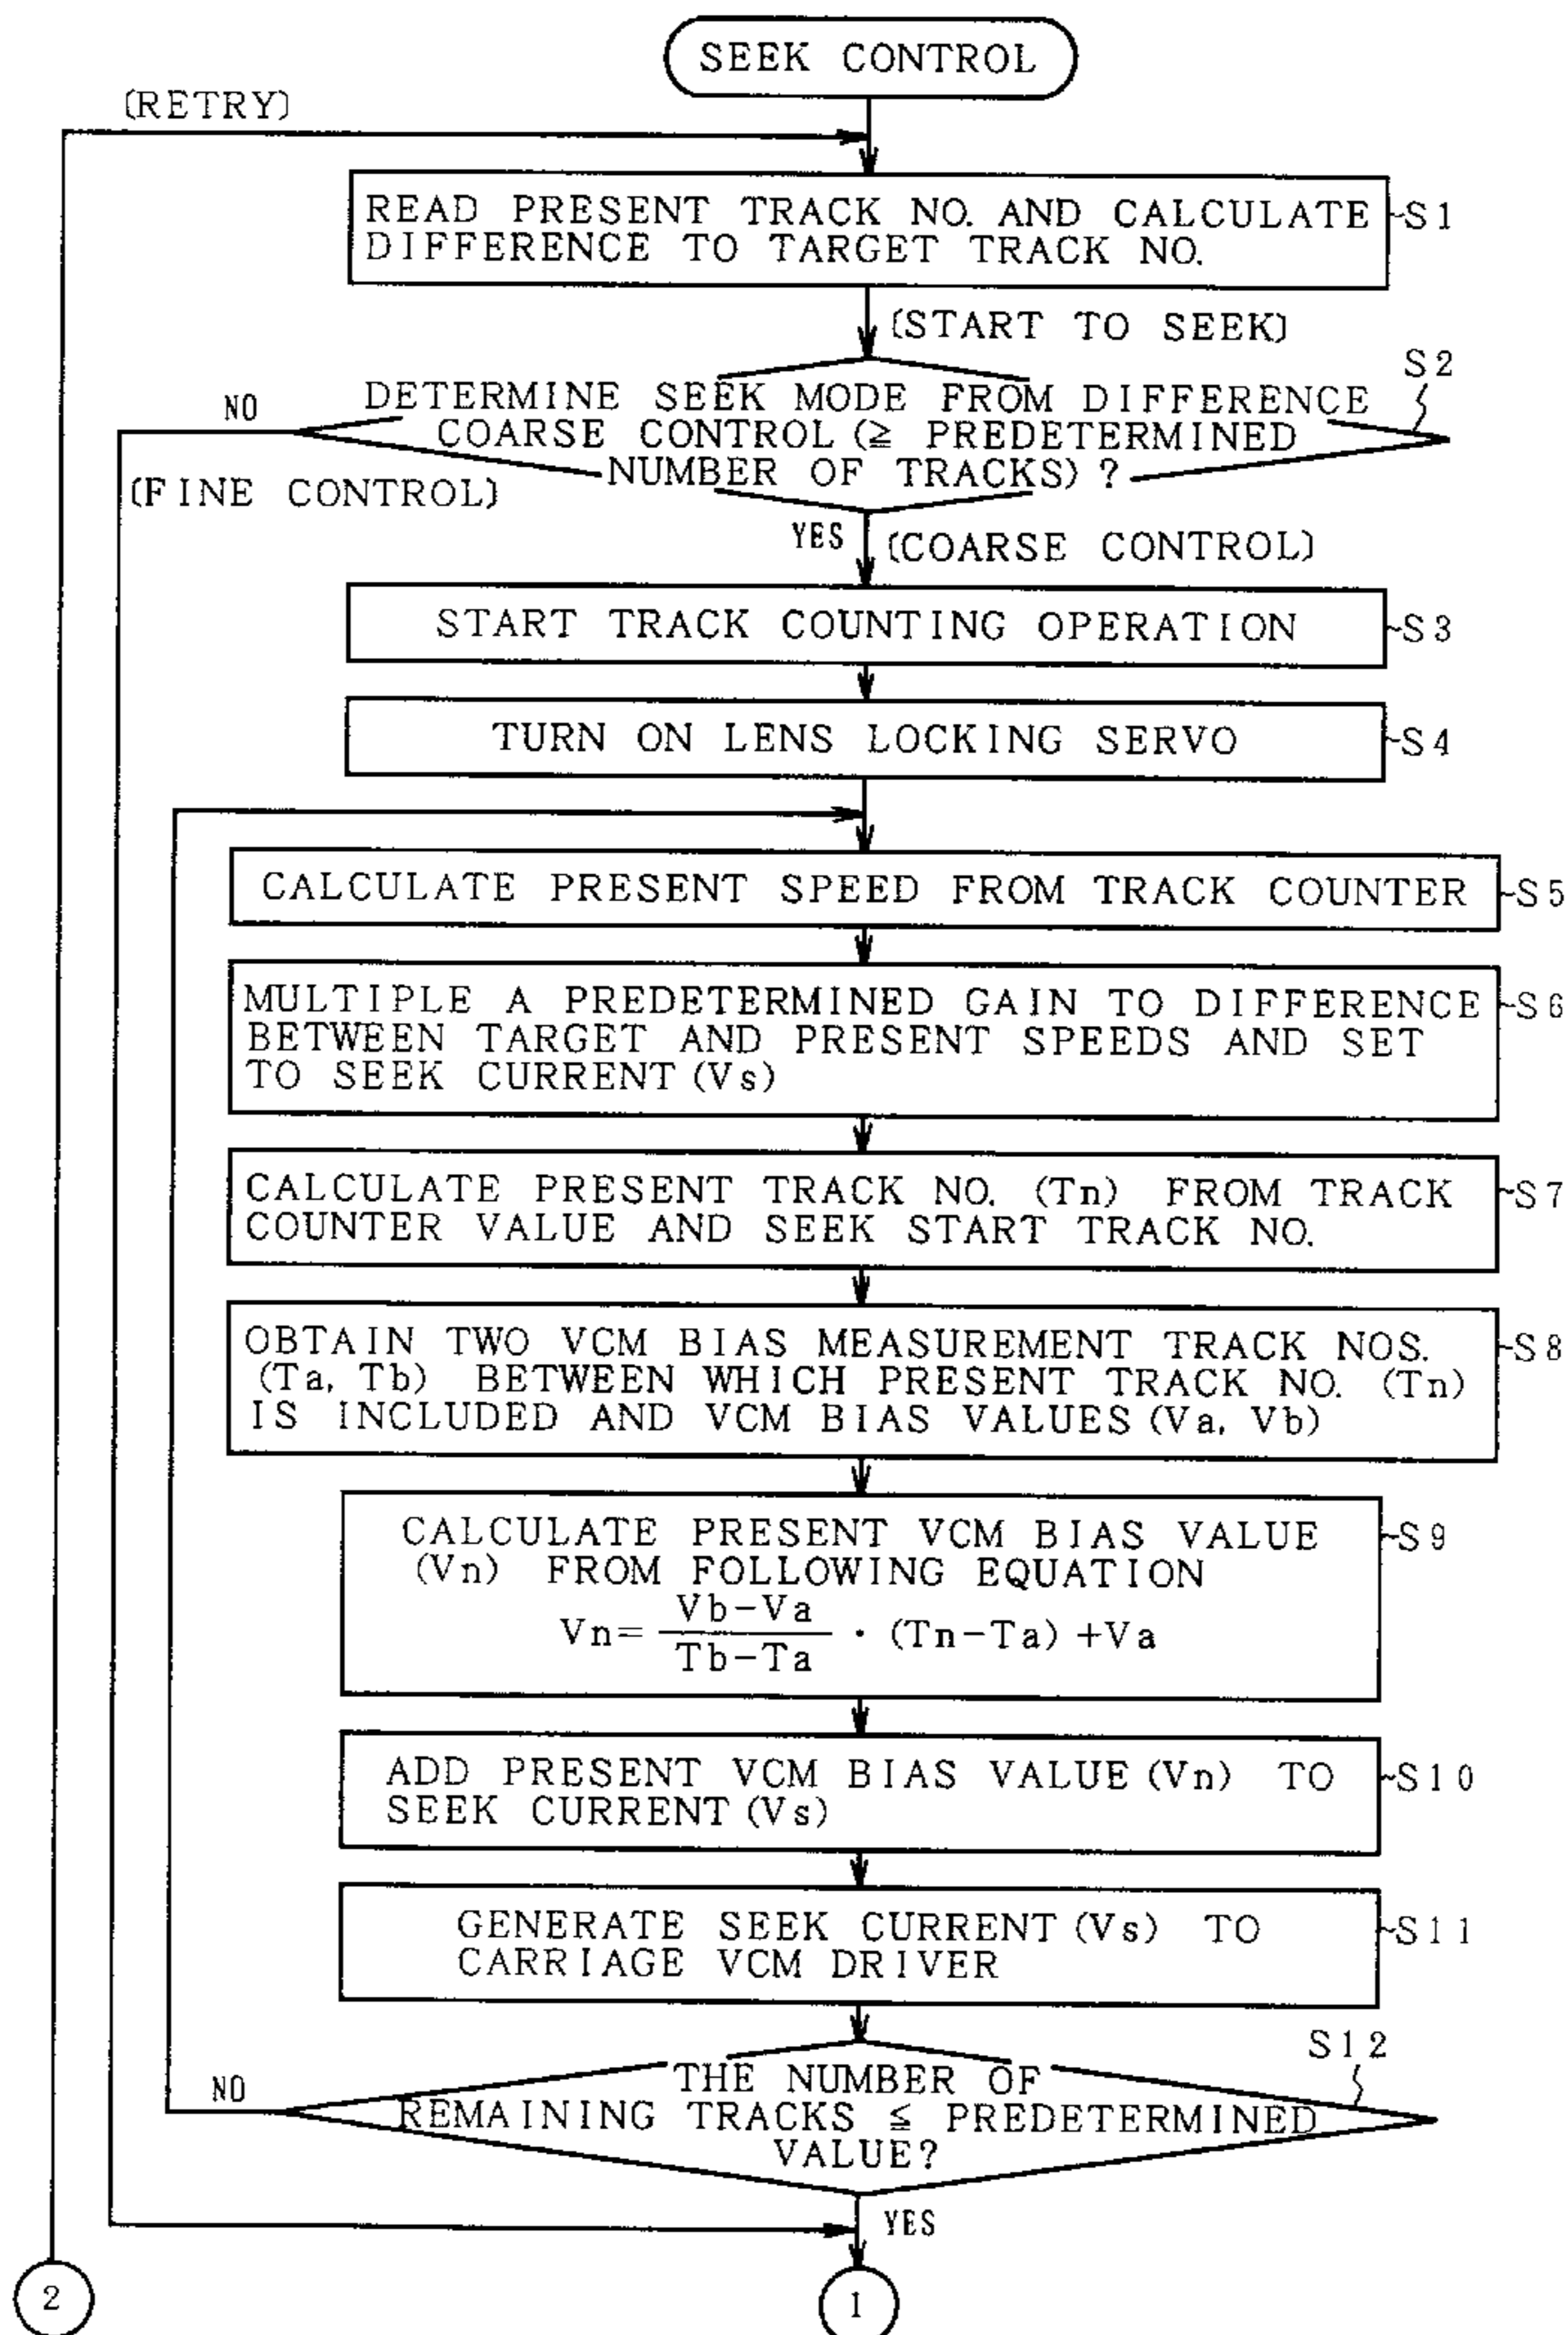 SEEK CONTROL
(RETRY)
READ PRESENT TRACK NO. AND CALCULATE
DIFFERENCE TO TARGET TRACK NO.
S1
(START TO SEEK)
S2
DETERMINE SEEK MODE FROM DIFFERENCE
COARSE CONTROL (≧ PREDETERMINED
NUMBER OF TRACKS) ?
NO
(FINE CONTROL)
YES
(COARSE CONTROL)
START TRACK COUNTING OPERATION
S3
TURN ON LENS LOCKING SERVO
S4
CALCULATE PRESENT SPEED FROM TRACK COUNTER
S5
MULTIPLE A PREDETERMINED GAIN TO DIFFERENCE
BETWEEN TARGET AND PRESENT SPEEDS AND SET
TO SEEK CURRENT (Vs)
S6
CALCULATE PRESENT TRACK NO. (Tn) FROM TRACK
COUNTER VALUE AND SEEK START TRACK NO.
S7
OBTAIN TWO VCM BIAS MEASUREMENT TRACK NOS.
(Ta, Tb) BETWEEN WHICH PRESENT TRACK NO. (Tn)
IS INCLUDED AND VCM BIAS VALUES (Va, Vb)
S8
CALCULATE PRESENT VCM BIAS VALUE
(Vn) FROM FOLLOWING EQUATION
Vn= Vb-Va / Tb-Ta · (Tn-Ta) +Va
S9
ADD PRESENT VCM BIAS VALUE (Vn) TO
SEEK CURRENT (Vs)
S10
GENERATE SEEK CURRENT (Vs) TO
CARRIAGE VCM DRIVER
S11
S12
THE NUMBER OF
REMAINING TRACKS ≦ PREDETERMINED
VALUE?
NO
YES
2
1